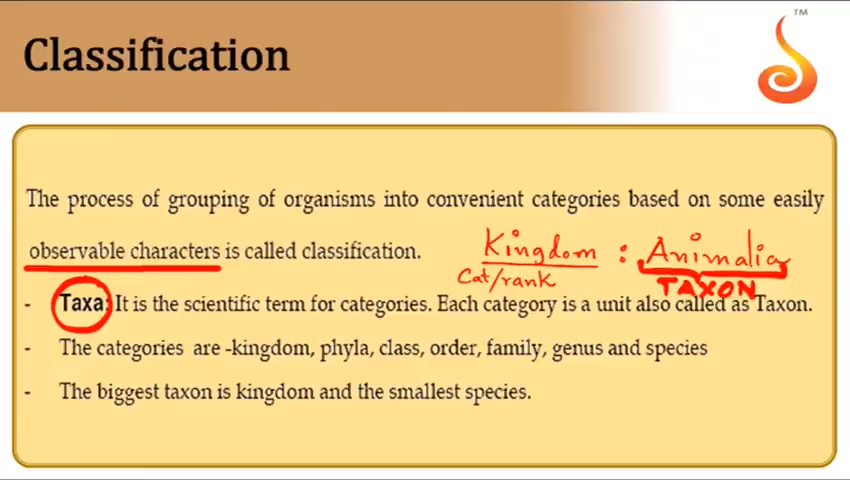 TM
Classification
The process of grouping of organisms into convenient categories based on some easily
observable characters is called classification.
Kingdom : Animalia
Cat/rank
TAXON
- Taxa: It is the scientific term for categories. Each category is a unit also called as Taxon.
- The categories are -kingdom, phyla, class, order, family, genus and species
- The biggest taxon is kingdom and the smallest species.